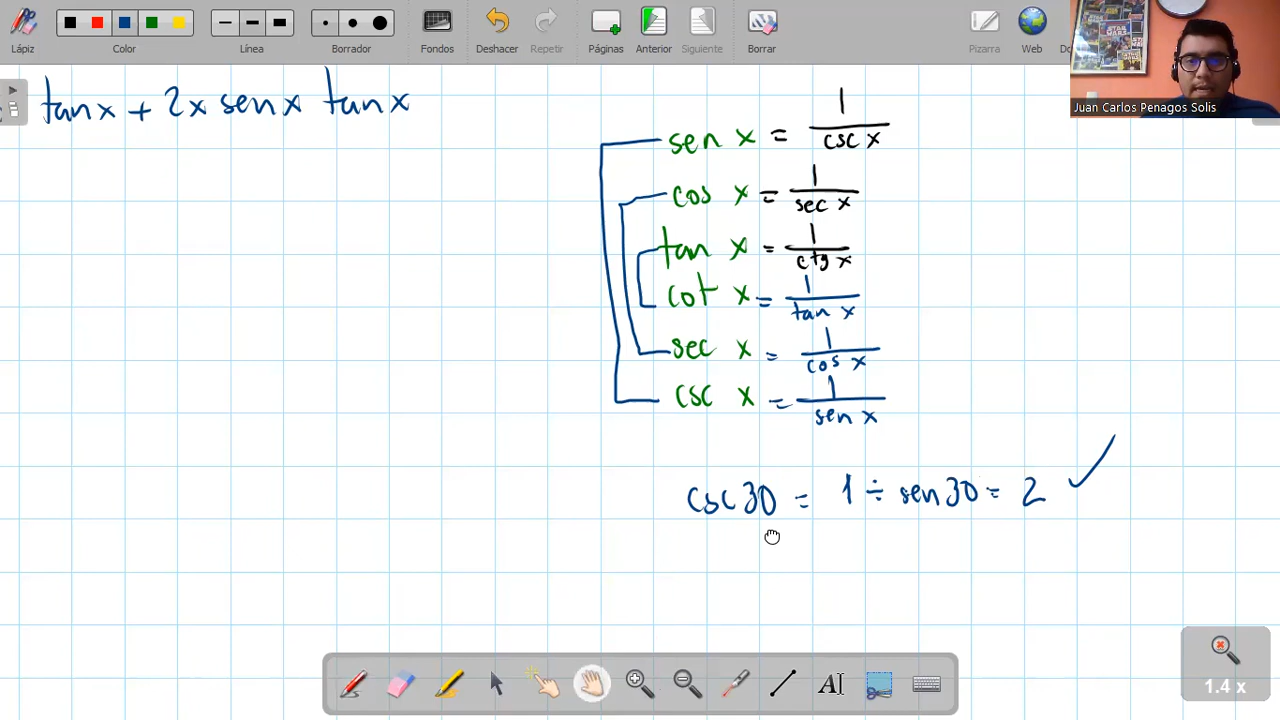 Lápiz Color Línea Borrador Fondos Deshacer Repetir Páginas Anterior Siguiente Borrar Pizarra Web
Juan Carlos Penagos Solis
tan x + 2x sen x tan x
sen x = 1/csc x
cos x = 1/sec x
tan x = 1/ctg x
cot x = 1/tan x
sec x = 1/cos x
csc x = 1/sen x
csc 30 = 1 ÷ sen 30 = 2 ✓
AI
1.4 x